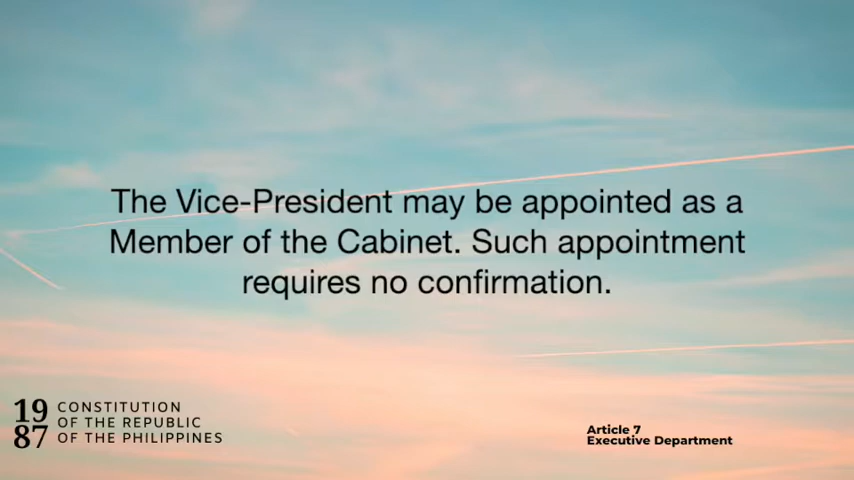 The Vice-President may be appointed as a
Member of the Cabinet. Such appointment
requires no confirmation.
19
87
CONSTITUTION
OF THE REPUBLIC
OF THE PHILIPPINES
Article 7
Executive Department